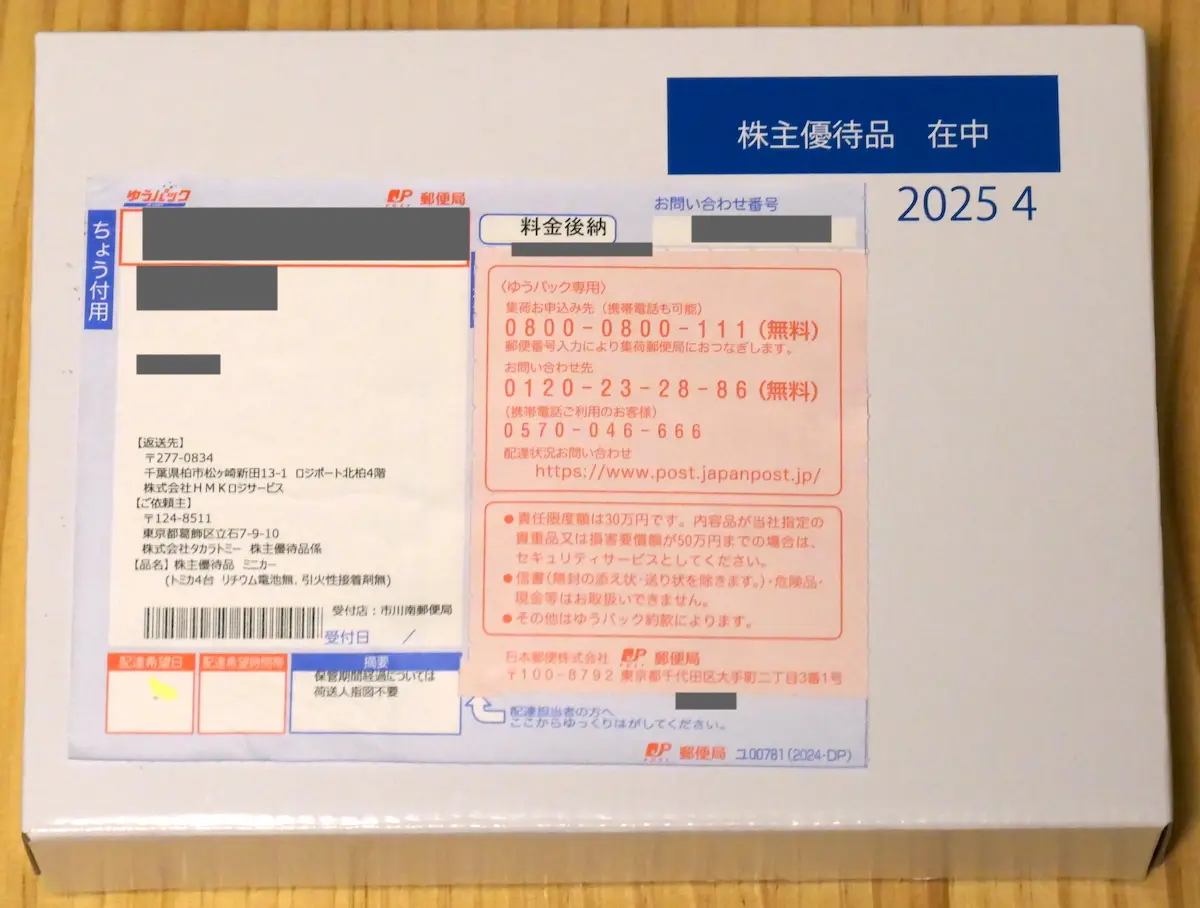 株主優待品 在中
2025 4
ゆうパック
JP POST 郵便局
ちょう付用
料金後納
お問い合わせ番号
【返送先】
〒277-0834
千葉県柏市松ヶ崎新田13-1 ロジポート北柏4階
株式会社HMKロジサービス
【ご依頼主】
〒124-8511
東京都葛飾区立石7-9-10
株式会社タカラトミー 株主優待品係
【品名】株主優待品 ミニカー
(トミカ4台 リチウム電池無, 引火性接着剤無)
受付店:市川南郵便局
受付日 /
配達希望日
配達希望時間帯
摘要
保管期間経過については
荷送人指図不要
〈ゆうパック専用〉
集荷お申込み先(携帯電話も可能)
0800-0800-111(無料)
郵便番号入力により集荷郵便局におつなぎします。
お問い合わせ先
0120-23-28-86(無料)
(携帯電話ご利用のお客様)
0570-046-666
配達状況お問い合わせ
https://www.post.japanpost.jp/
●責任限度額は30万円です。内容品が当社指定の
貴重品又は損害要償額が50万円までの場合は、
セキュリティサービスとしてください。
●信書(無封の添え状・送り状を除きます。)・危険品・
現金等はお取扱いできません。
●その他はゆうパック約款によります。
日本郵便株式会社 JP POST 郵便局
〒100-8792 東京都千代田区大手町二丁目3番1号
配達担当者の方へ
ここからゆっくりはがしてください。
JP POST 郵便局 ユ00781(2024・DP)